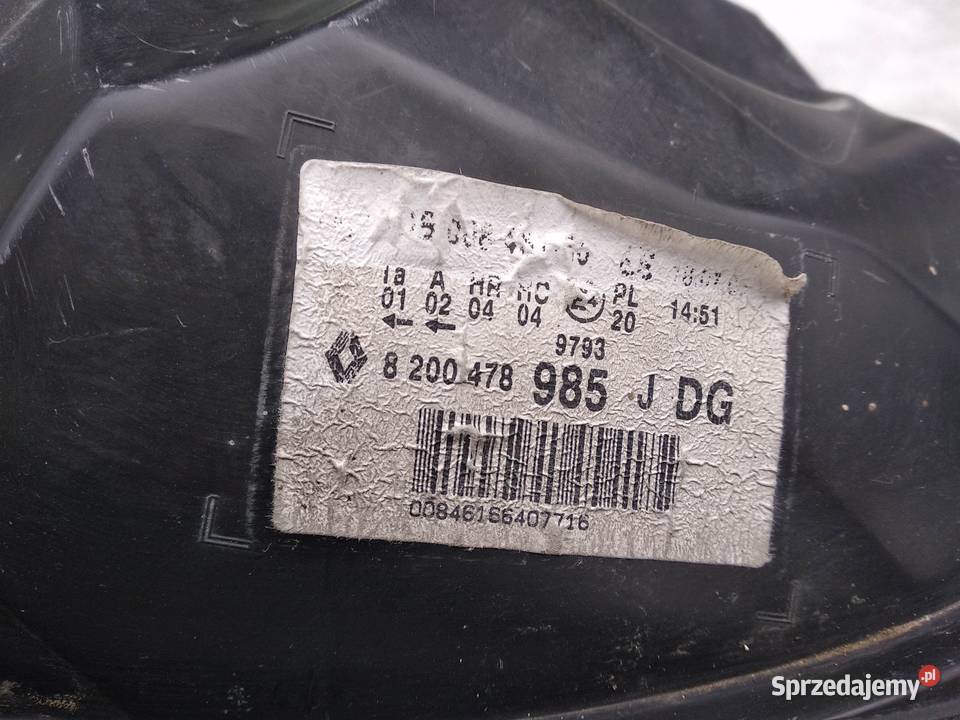 1a A HR HC PL 14:51
01 02 04 04 20
9793
8 200 478 985 J DG
00846166407716
Sprzedajemy.pl